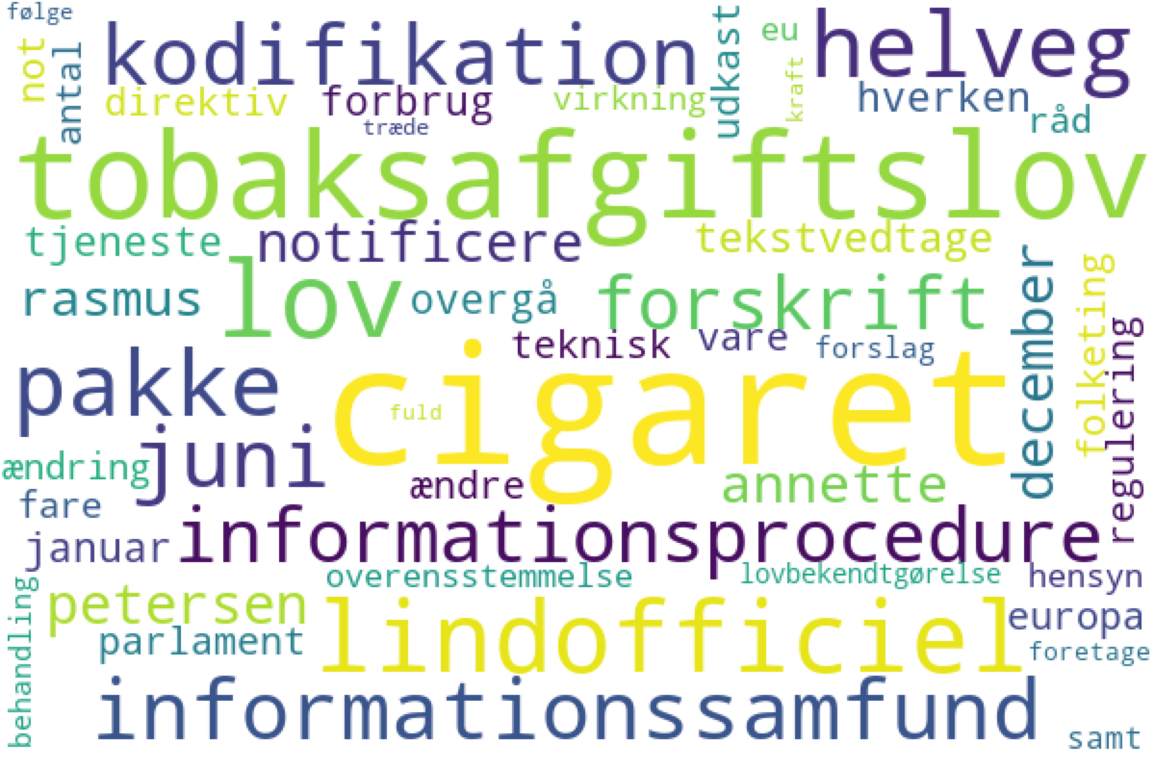 følge
not
antal
kodifikation
udkast
eu
kraft
helveg
direktiv
forbrug
virkning
hverken
træde
råd
tobaksafgiftslov
tjeneste
notificere
tekstvedtage
december
folketing
rasmus
lov
overgå
forskrift
regulering
teknisk
vare
forslag
pakke
cigaret
fuld
juni
ændring
ændre
annette
fare
januar
informationsprocedure
overensstemmelse
lovbekendtgørelse
hensyn
behandling
petersen
lindofficiel
europa
parlament
foretage
informationssamfund
samt